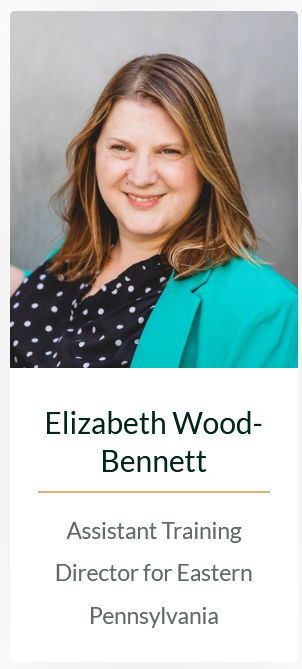 Elizabeth Wood-
Bennett
Assistant Training
Director for Eastern
Pennsylvania